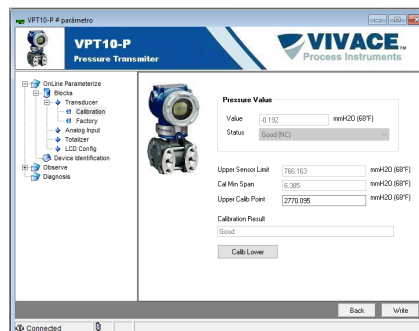 VPT10-P # parâmetro
VPT10-P
Pressure Transmiter
VIVACE
Process Instruments
OnLine Parameterize
Blocks
Transducer
Calibration
Factory
Analog Input
Totalizer
LCD Config
Device Identification
Observe
Diagnosis
Pressure Value
Value -0.192 mmH2O (68°F)
Status Good (NC)
Upper Sensor Limit 766.163 mmH2O (68°F)
Cal Min Span 6.385 mmH2O (68°F)
Upper Calib Point 2770.095 mmH2O (68°F)
Calibration Result
Good
Calib Lower
Back Write
Connected